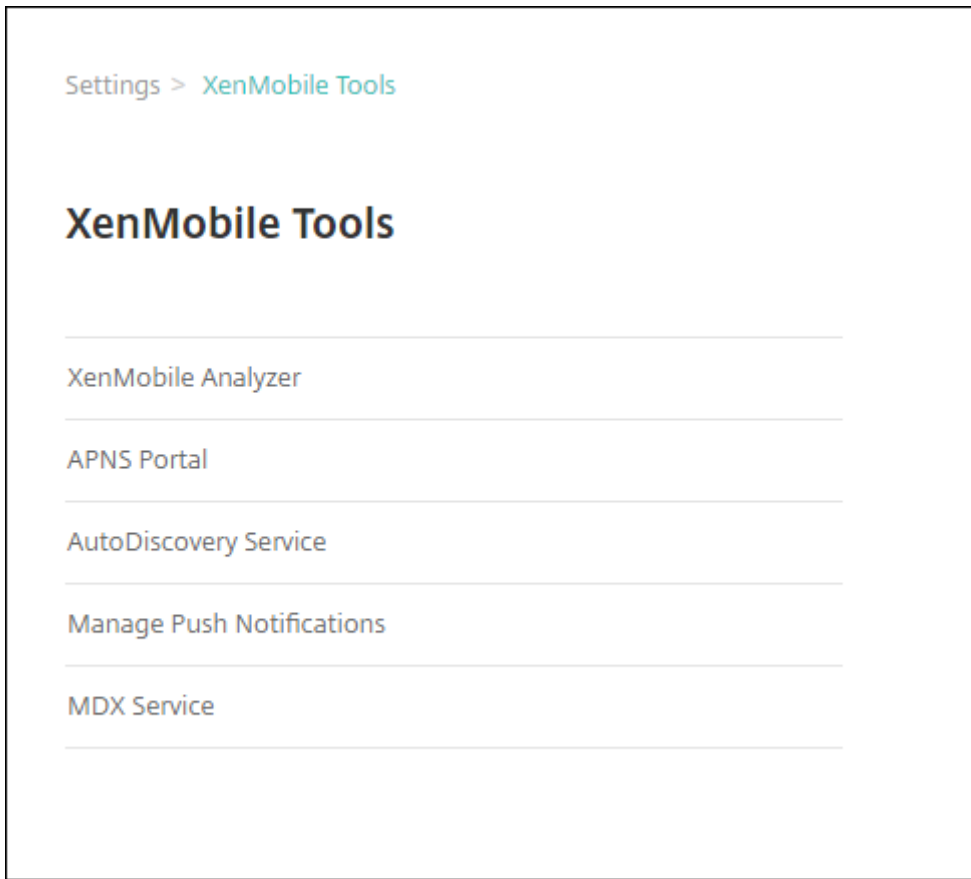 Settings > XenMobile Tools
XenMobile Tools
XenMobile Analyzer
APNS Portal
AutoDiscovery Service
Manage Push Notifications
MDX Service